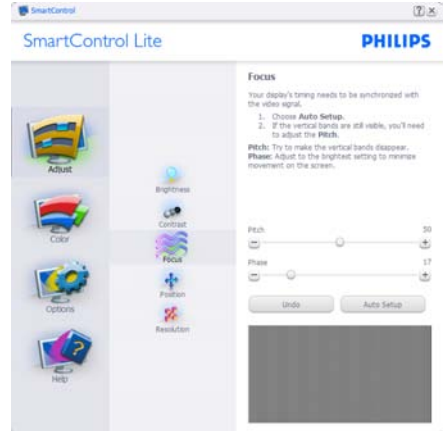 SmartControl
SmartControl Lite
PHILIPS
Adjust
Color
Options
Help
Brightness
Contrast
Focus
Position
Resolution
Focus
Your display's timing needs to be synchronized with
the video signal.
1. Choose Auto Setup.
2. If the vertical bands are still visible, you'll need
to adjust the Pitch.
Pitch: Try to make the vertical bands disappear.
Phase: Adjust to the brightest setting to minimize
movement on the screen.
Pitch 50
Phase 17
Undo Auto Setup